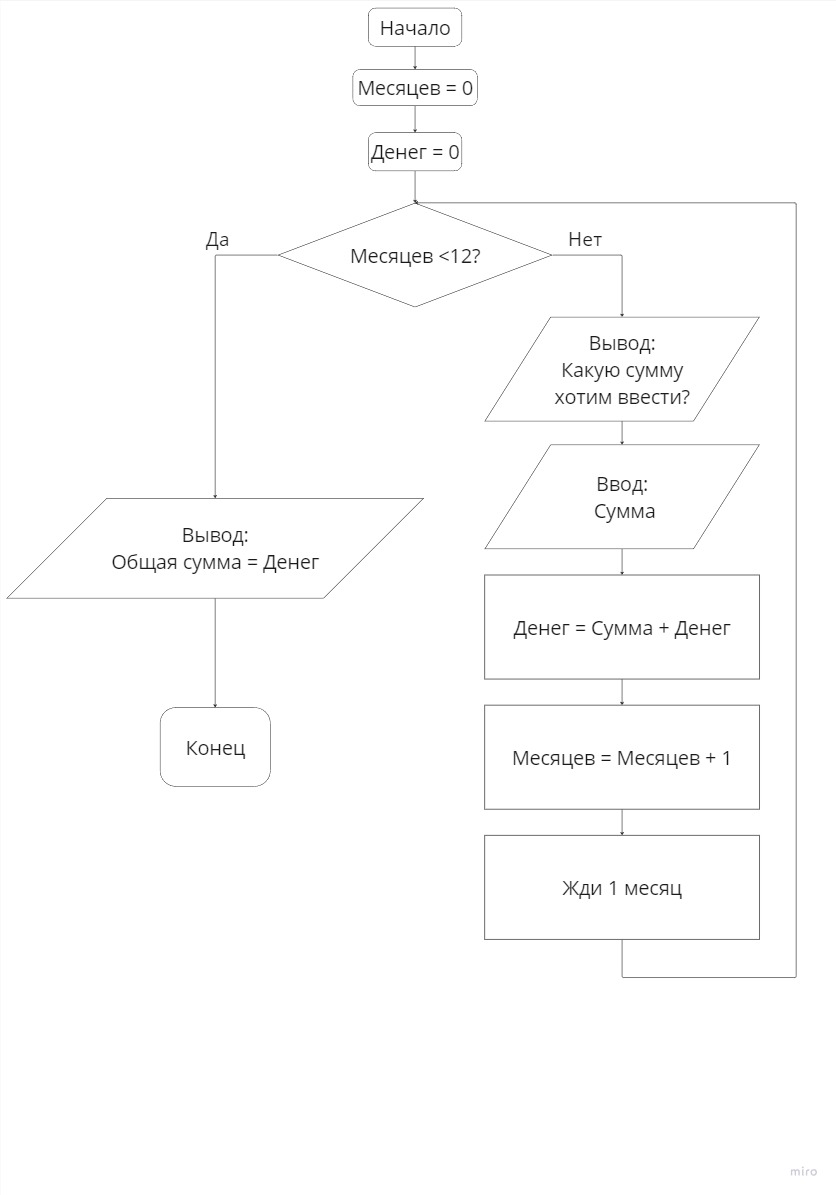 Начало
Месяцев = 0
Денег = 0
Да
Нет
Месяцев <12?
Вывод:
Какую сумму
хотим ввести?
Ввод:
Сумма
Вывод:
Общая сумма = Денег
Денег = Сумма + Денег
Конец
Месяцев = Месяцев + 1
Жди 1 месяц
miro